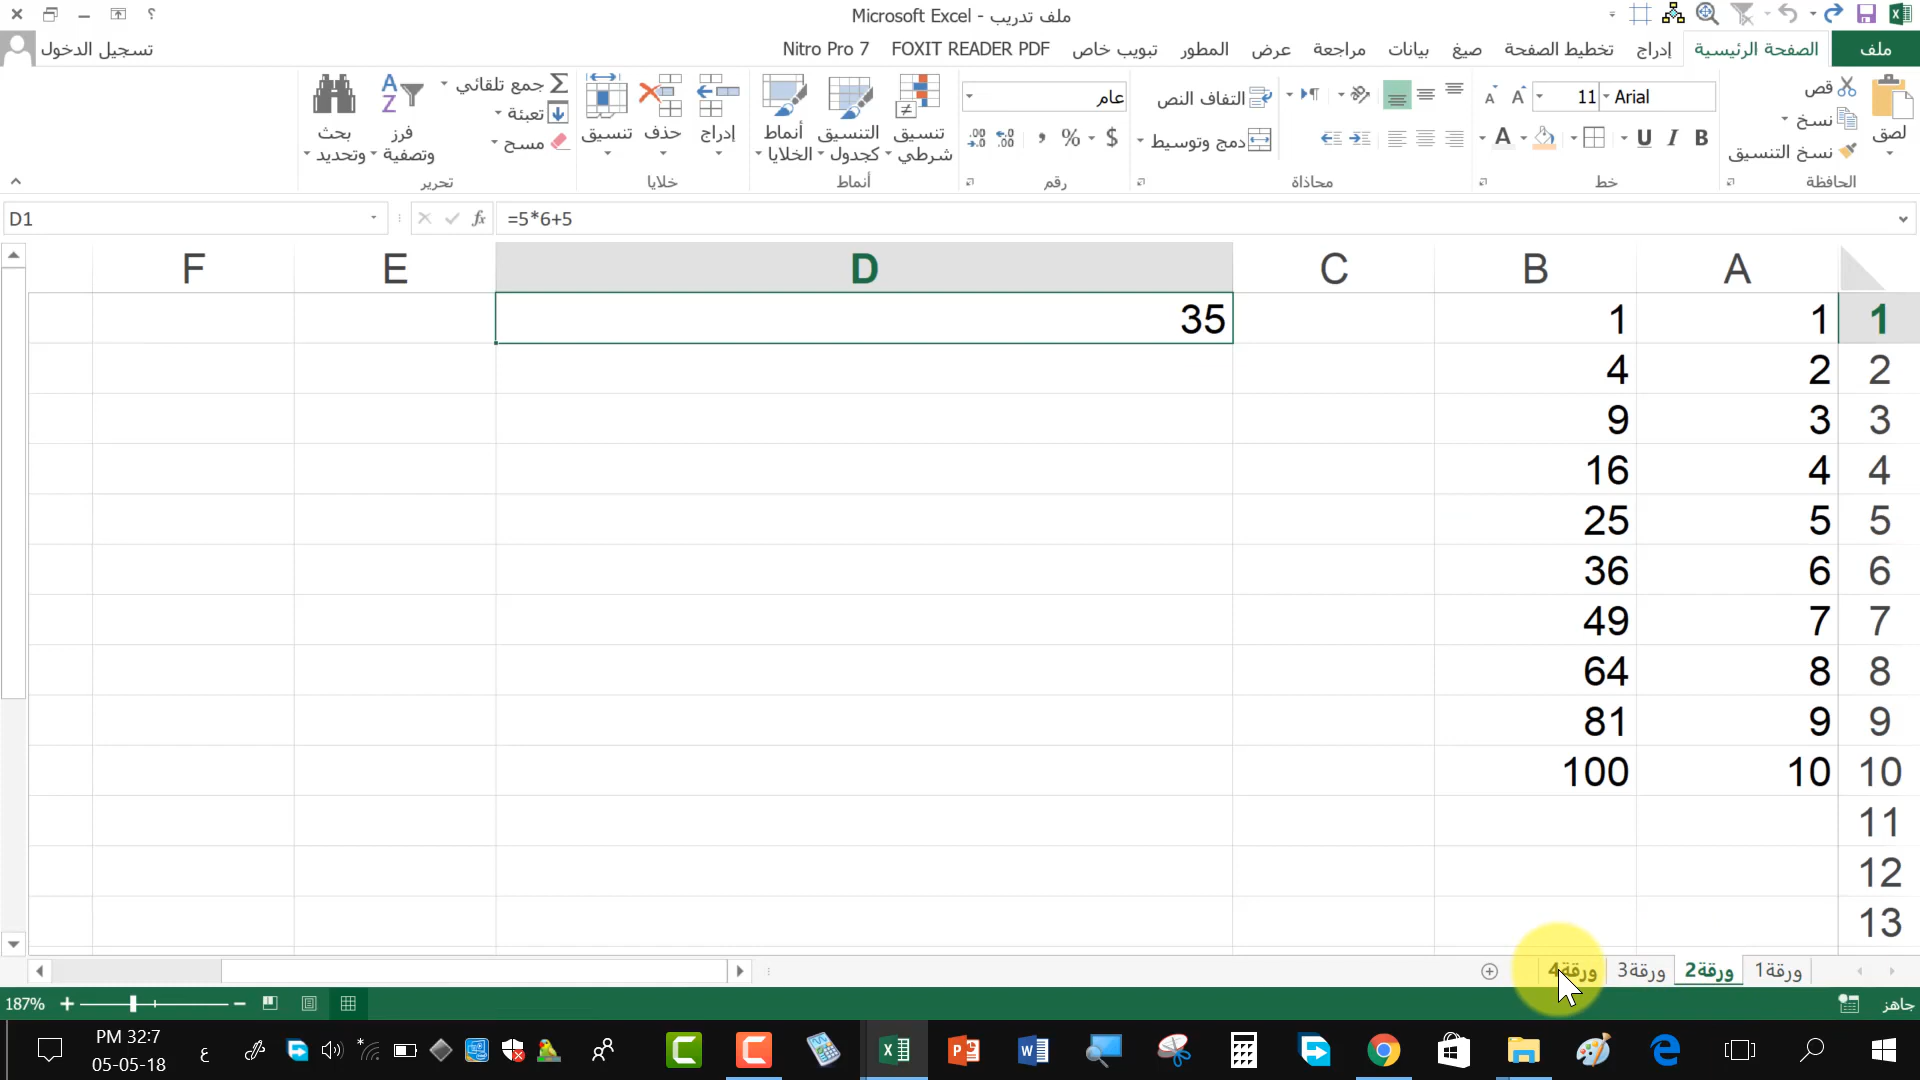 ملف تدريب - Microsoft Excel
ملف
الصفحة الرئيسية
إدراج
تخطيط الصفحة
صيغ
بيانات
مراجعة
عرض
المطور
تبويب خاص
FOXIT READER PDF
Nitro Pro 7
تسجيل الدخول
لصق
قص
نسخ
نسخ التنسيق
الحافظة
Arial
11
B I U A
خط
التفاف النص
دمج وتوسيط
محاذاة
عام
$ %
رقم
تنسيق شرطي
التنسيق كجدول
أنماط الخلايا
أنماط
إدراج
حذف
تنسيق
خلايا
جمع تلقائي
تعبئة
مسح
فرز وتصفية
بحث وتحديد
تحرير
D1
fx
=5*6+5
A B C D E F
1 1 1 35
2 2 4
3 3 9
4 4 16
5 5 25
6 6 36
7 7 49
8 8 64
9 9 81
10 10 100
11
12
13
ورقة1
ورقة2
ورقة3
ورقة4
جاهز
187%
PM 32:7
05-05-18
ع